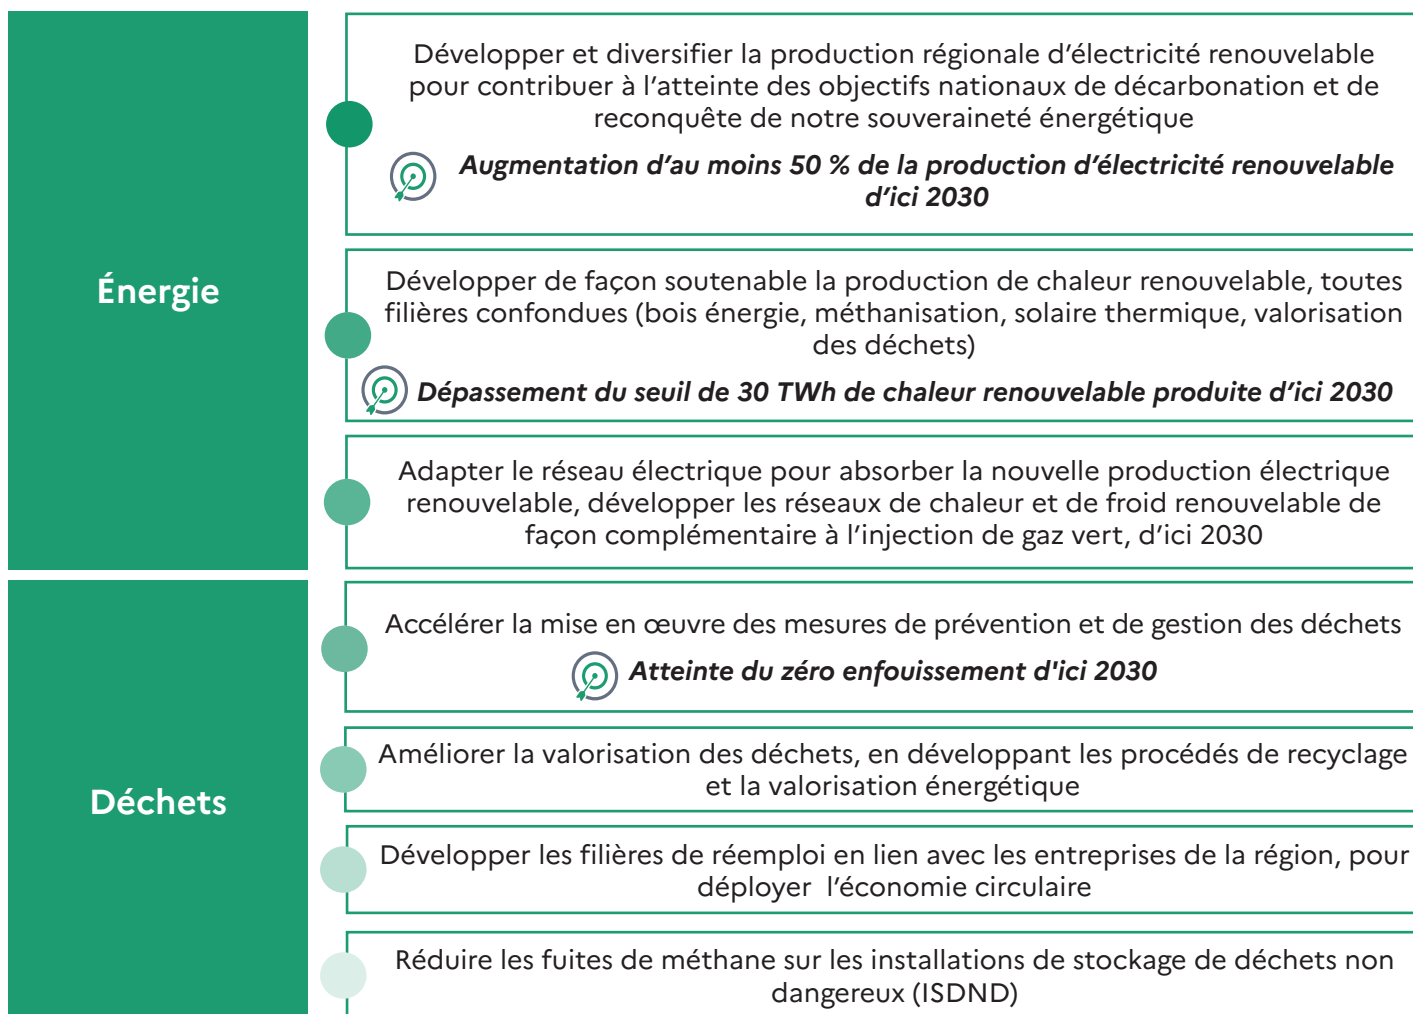 Énergie
Développer et diversifier la production régionale d’électricité renouvelable
pour contribuer à l’atteinte des objectifs nationaux de décarbonation et de
reconquête de notre souveraineté énergétique
Augmentation d’au moins 50 % de la production d’électricité renouvelable
d’ici 2030
Développer de façon soutenable la production de chaleur renouvelable, toutes
filières confondues (bois énergie, méthanisation, solaire thermique, valorisation
des déchets)
Dépassement du seuil de 30 TWh de chaleur renouvelable produite d’ici 2030
Adapter le réseau électrique pour absorber la nouvelle production électrique
renouvelable, développer les réseaux de chaleur et de froid renouvelable de
façon complémentaire à l’injection de gaz vert, d’ici 2030
Déchets
Accélérer la mise en œuvre des mesures de prévention et de gestion des déchets
Atteinte du zéro enfouissement d'ici 2030
Améliorer la valorisation des déchets, en développant les procédés de recyclage
et la valorisation énergétique
Développer les filières de réemploi en lien avec les entreprises de la région, pour
déployer  l’économie circulaire
Réduire les fuites de méthane sur les installations de stockage de déchets non
dangereux (ISDND)